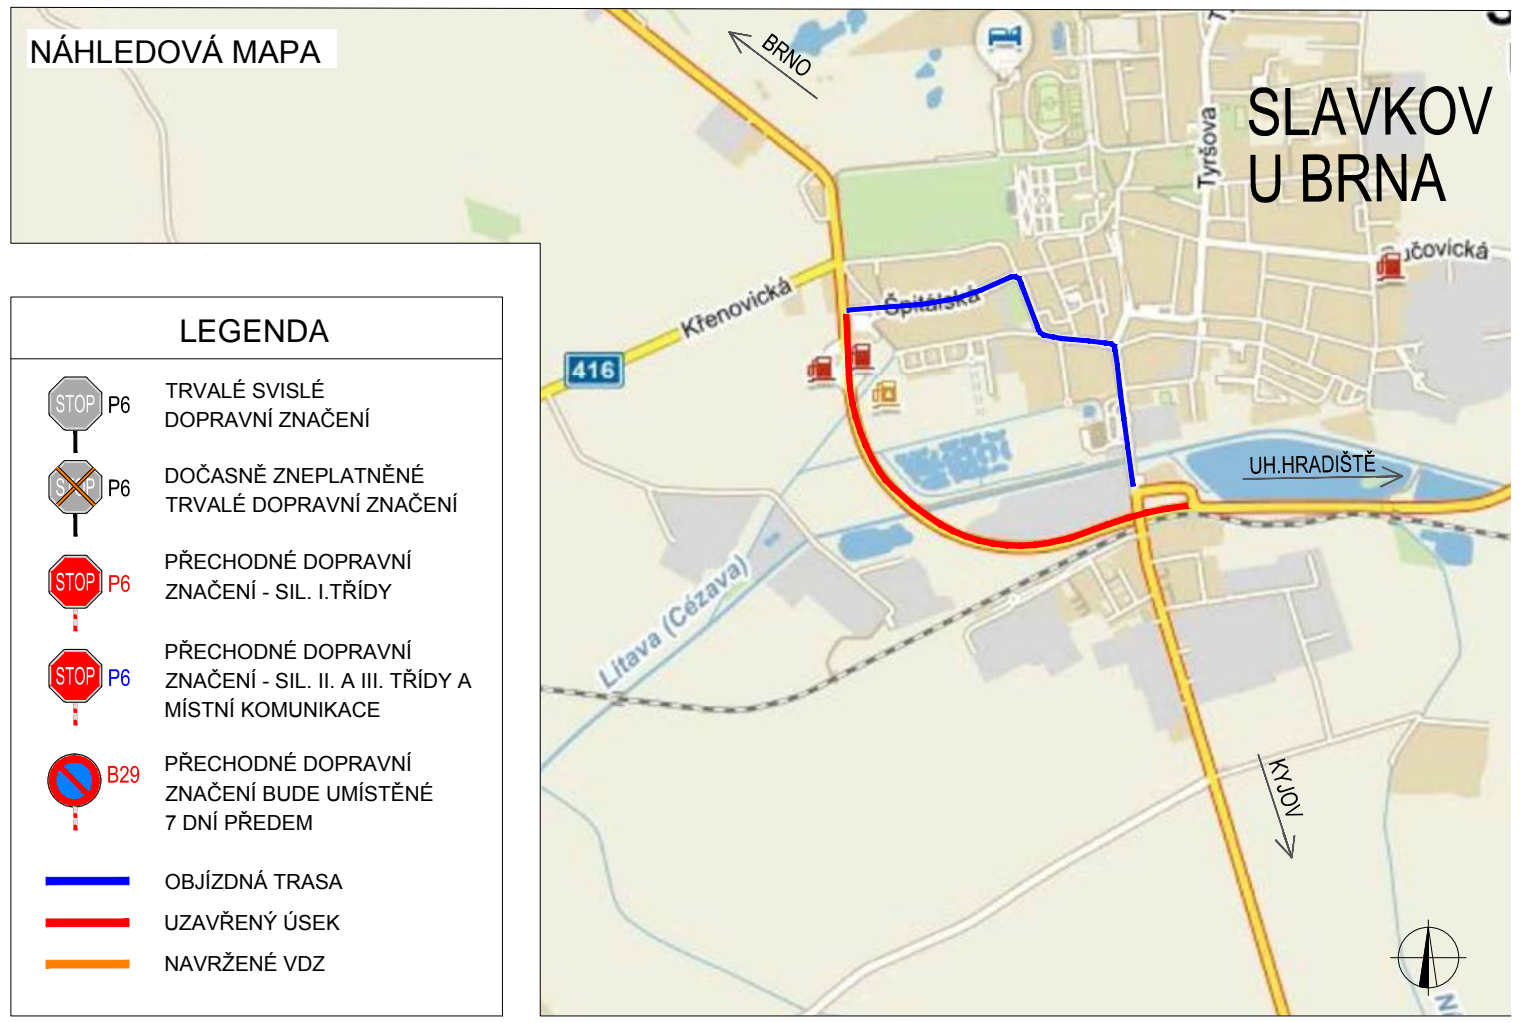 NÁHLEDOVÁ MAPA
BRNO
SLAVKOV
U BRNA
Tyršova
Křenovická
Špitálská
416
UH.HRADIŠTĚ
Litava (Cézava)
KYJOV
LEGENDA
STOP P6 TRVALÉ SVISLÉ
DOPRAVNÍ ZNAČENÍ
STOP P6 DOČASNĚ ZNEPLATNĚNÉ
TRVALÉ DOPRAVNÍ ZNAČENÍ
STOP P6 PŘECHODNÉ DOPRAVNÍ
ZNAČENÍ - SIL. I.TŘÍDY
STOP P6 PŘECHODNÉ DOPRAVNÍ
ZNAČENÍ - SIL. II. A III. TŘÍDY A
MÍSTNÍ KOMUNIKACE
B29 PŘECHODNÉ DOPRAVNÍ
ZNAČENÍ BUDE UMÍSTĚNÉ
7 DNÍ PŘEDEM
OBJÍZDNÁ TRASA
UZAVŘENÝ ÚSEK
NAVRŽENÉ VDZ